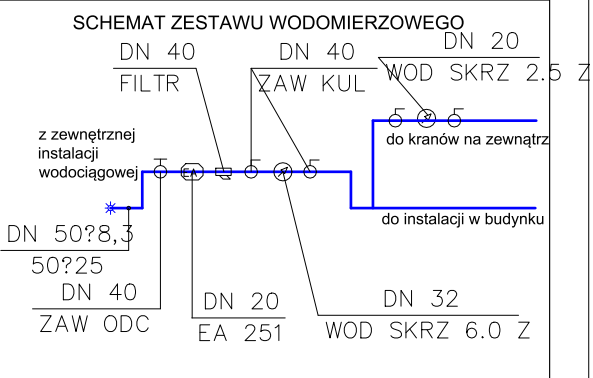 SCHEMAT ZESTAWU WODOMIERZOWEGO
DN 40
FILTR
DN 40
ZAW KUL
DN 20
WOD SKRZ 2.5 Z
z zewnętrznej
instalacji
wodociągowej
do kranów na zewnątrz
EA
do instalacji w budynku
DN 50?8,3
50?25
DN 40
ZAW ODC
DN 20
EA 251
DN 32
WOD SKRZ 6.0 Z